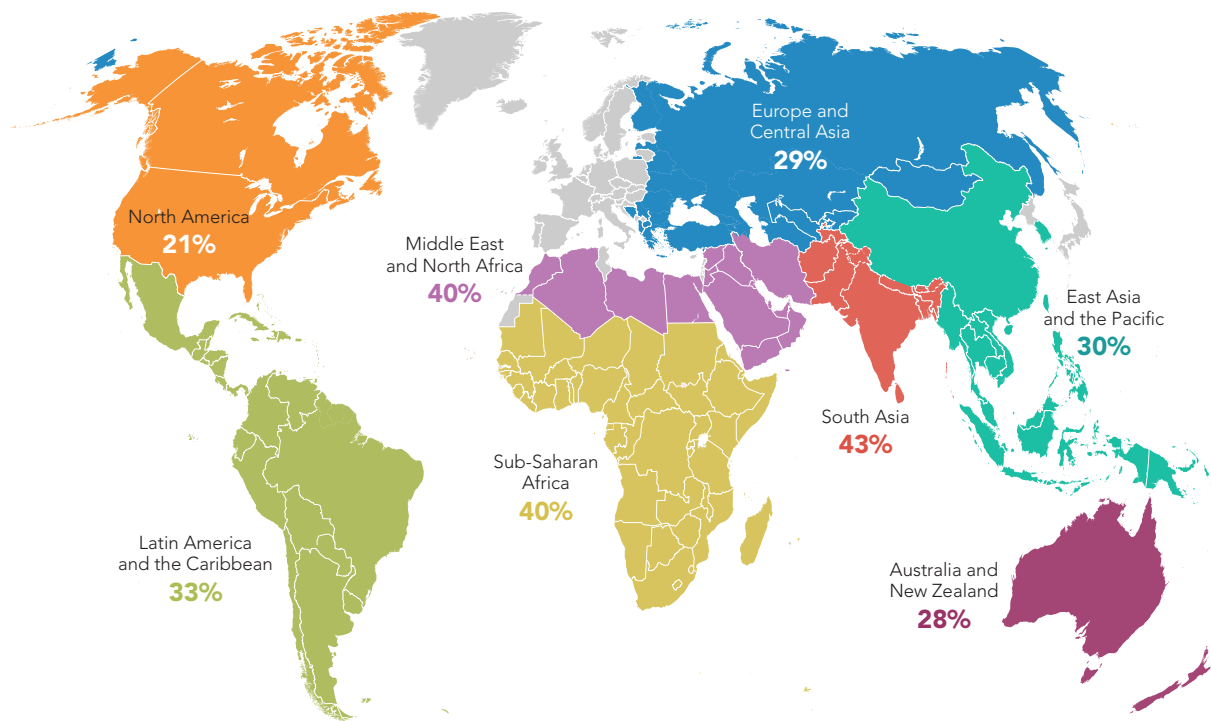 Europe and
Central Asia
29%
North America
21%
Middle East
and North Africa
40%
East Asia
and the Pacific
30%
South Asia
43%
Sub-Saharan
Africa
40%
Latin America
and the Caribbean
33%
Australia and
New Zealand
28%